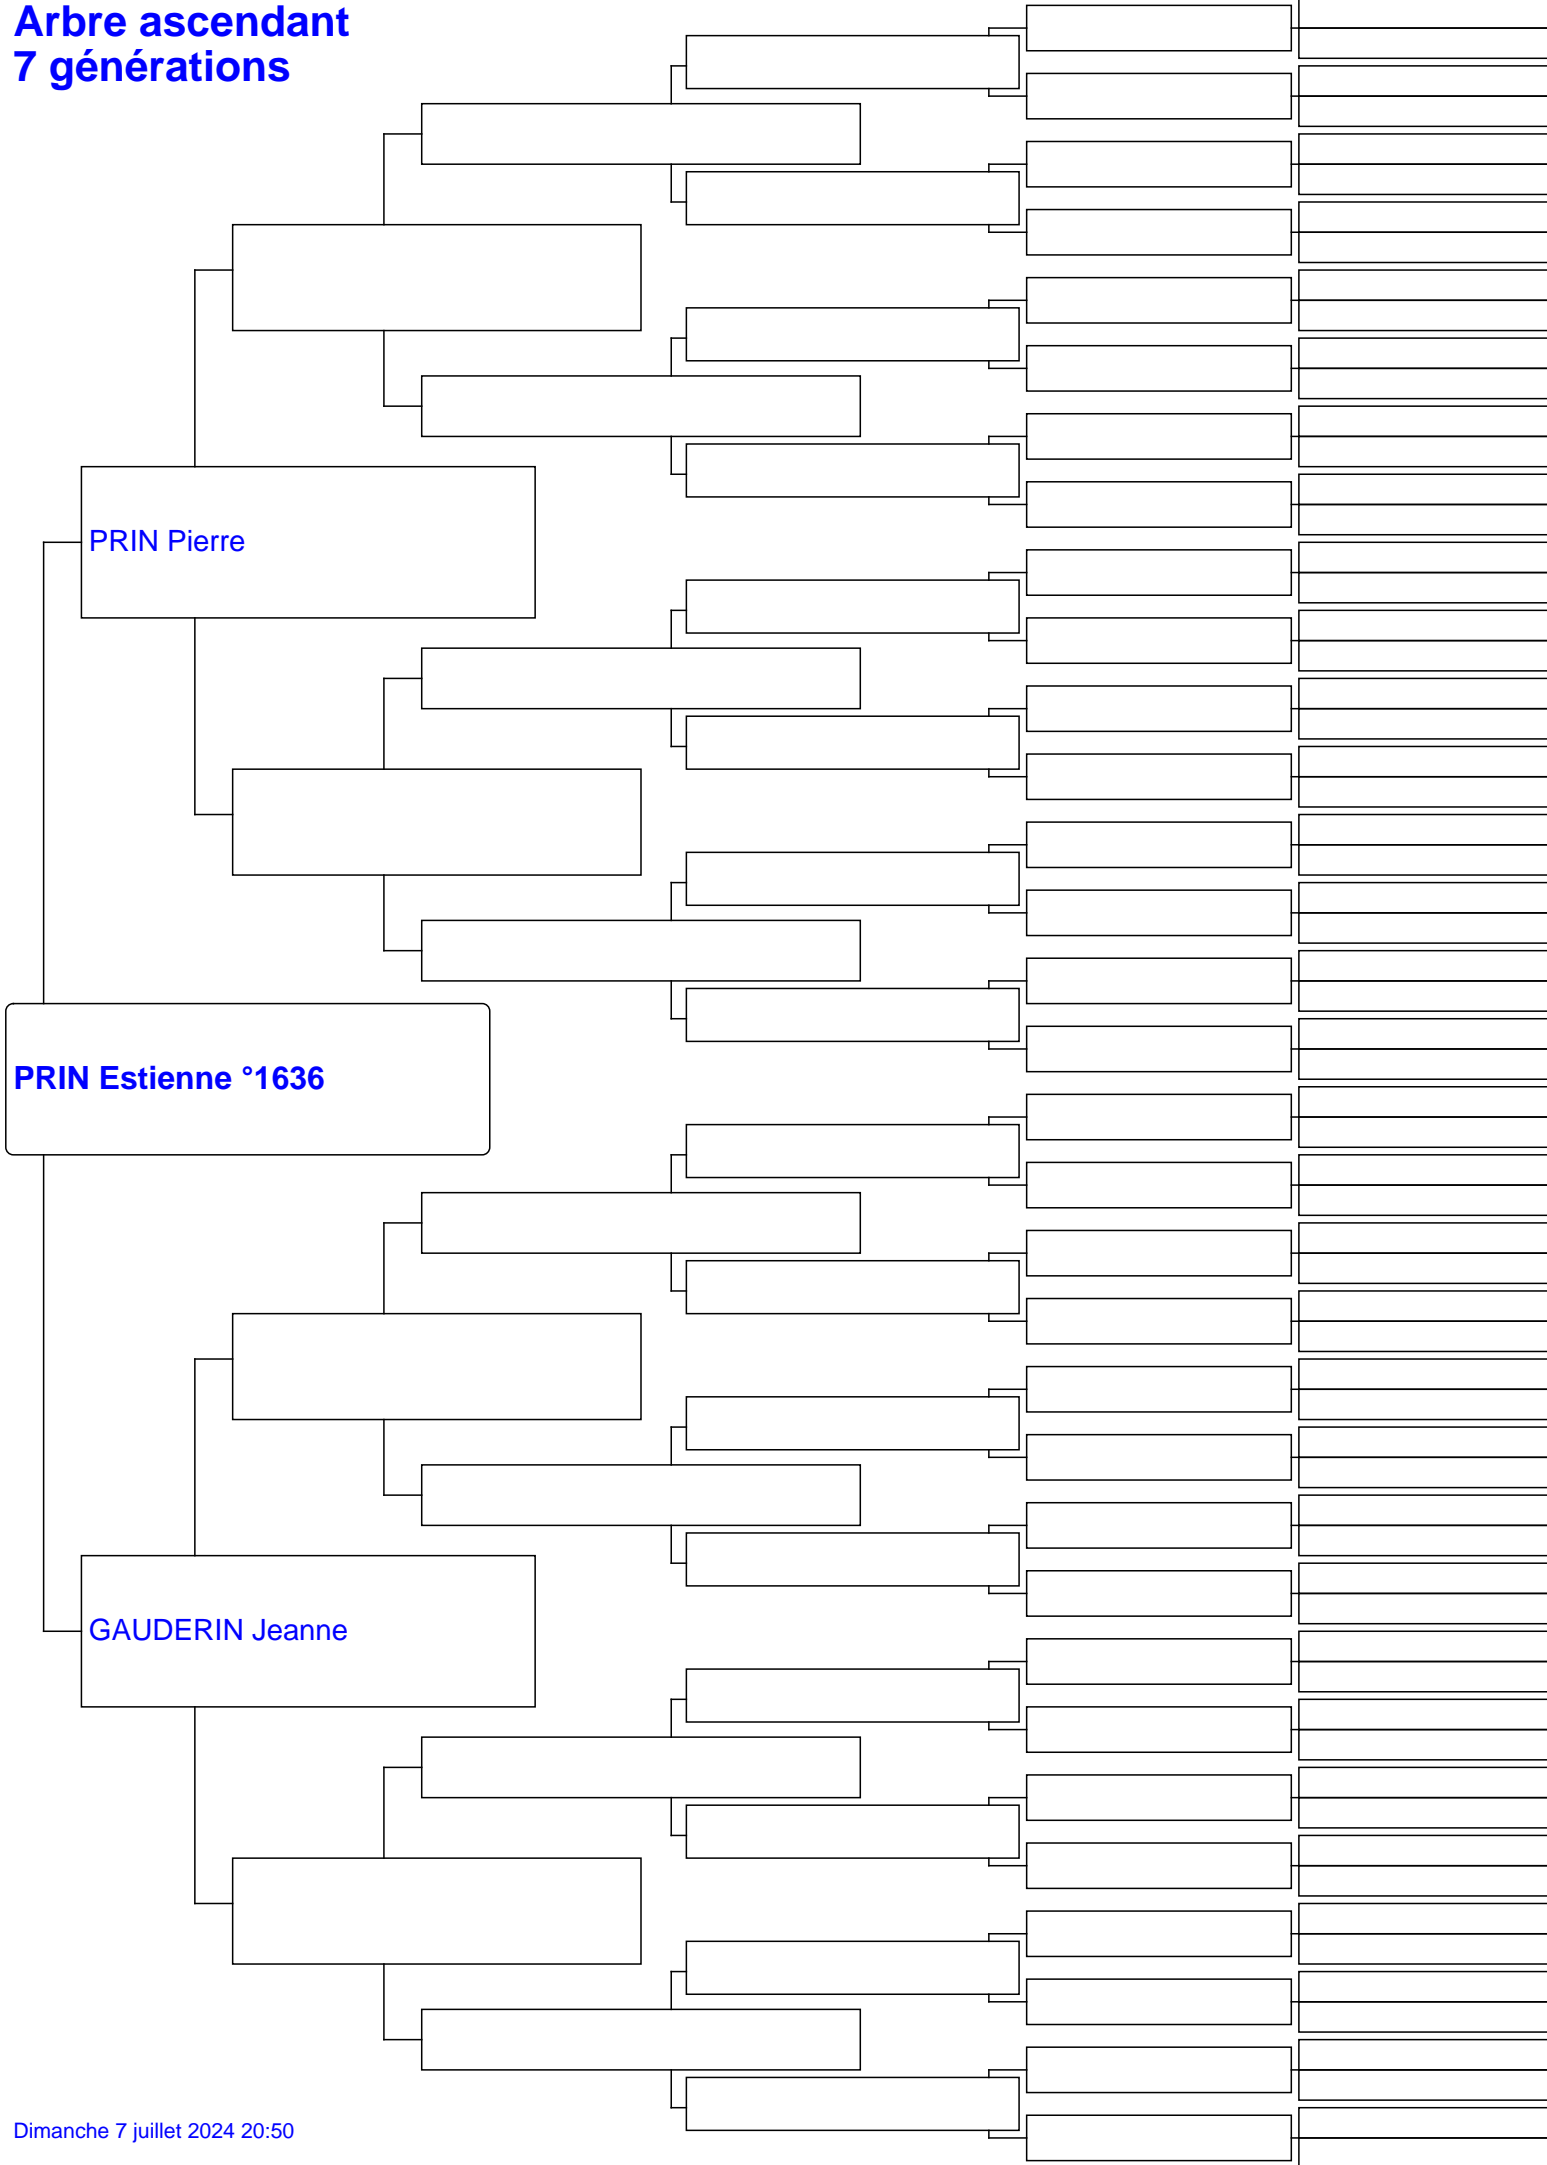 Arbre ascendant
7 générations
PRIN Pierre
PRIN Estienne °1636
GAUDERIN Jeanne
Dimanche 7 juillet 2024 20:50